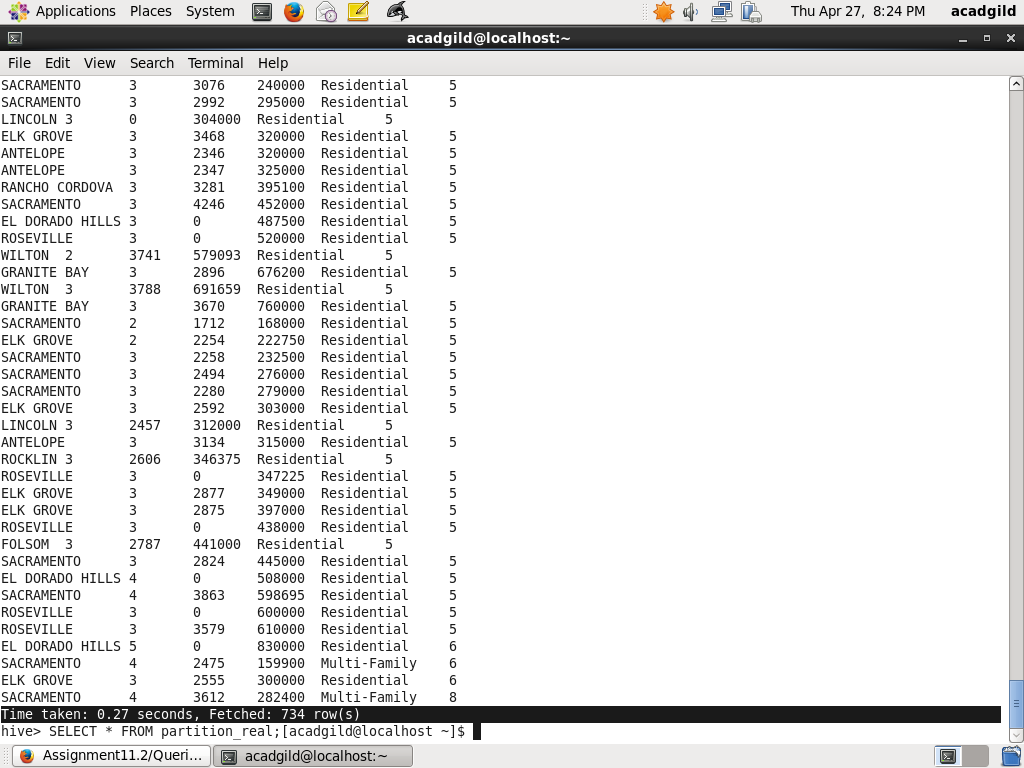 Applications Places System Thu Apr 27, 8:24 PM acadgild
acadgild@localhost:~
File Edit View Search Terminal Help
SACRAMENTO 3 3076 240000 Residential 5
SACRAMENTO 3 2992 295000 Residential 5
LINCOLN 3 0 304000 Residential 5
ELK GROVE 3 3468 320000 Residential 5
ANTELOPE 3 2346 320000 Residential 5
ANTELOPE 3 2347 325000 Residential 5
RANCHO CORDOVA 3 3281 395100 Residential 5
SACRAMENTO 3 4246 452000 Residential 5
EL DORADO HILLS 3 0 487500 Residential 5
ROSEVILLE 3 0 520000 Residential 5
WILTON 2 3741 579093 Residential 5
GRANITE BAY 3 2896 676200 Residential 5
WILTON 3 3788 691659 Residential 5
GRANITE BAY 3 3670 760000 Residential 5
SACRAMENTO 2 1712 168000 Residential 5
ELK GROVE 2 2254 222750 Residential 5
SACRAMENTO 3 2258 232500 Residential 5
SACRAMENTO 3 2494 276000 Residential 5
SACRAMENTO 3 2280 279000 Residential 5
ELK GROVE 3 2592 303000 Residential 5
LINCOLN 3 2457 312000 Residential 5
ANTELOPE 3 3134 315000 Residential 5
ROCKLIN 3 2606 346375 Residential 5
ROSEVILLE 3 0 347225 Residential 5
ELK GROVE 3 2877 349000 Residential 5
ELK GROVE 3 2875 397000 Residential 5
ROSEVILLE 3 0 438000 Residential 5
FOLSOM 3 2787 441000 Residential 5
SACRAMENTO 3 2824 445000 Residential 5
EL DORADO HILLS 4 0 508000 Residential 5
SACRAMENTO 4 3863 598695 Residential 5
ROSEVILLE 3 0 600000 Residential 5
ROSEVILLE 3 3579 610000 Residential 5
EL DORADO HILLS 5 0 830000 Residential 6
SACRAMENTO 4 2475 159900 Multi-Family 6
ELK GROVE 3 2555 300000 Residential 6
SACRAMENTO 4 3612 282400 Multi-Family 8
Time taken: 0.27 seconds, Fetched: 734 row(s)
hive> SELECT * FROM partition_real;[acadgild@localhost ~]$
Assignment11.2/Queri... acadgild@localhost:~